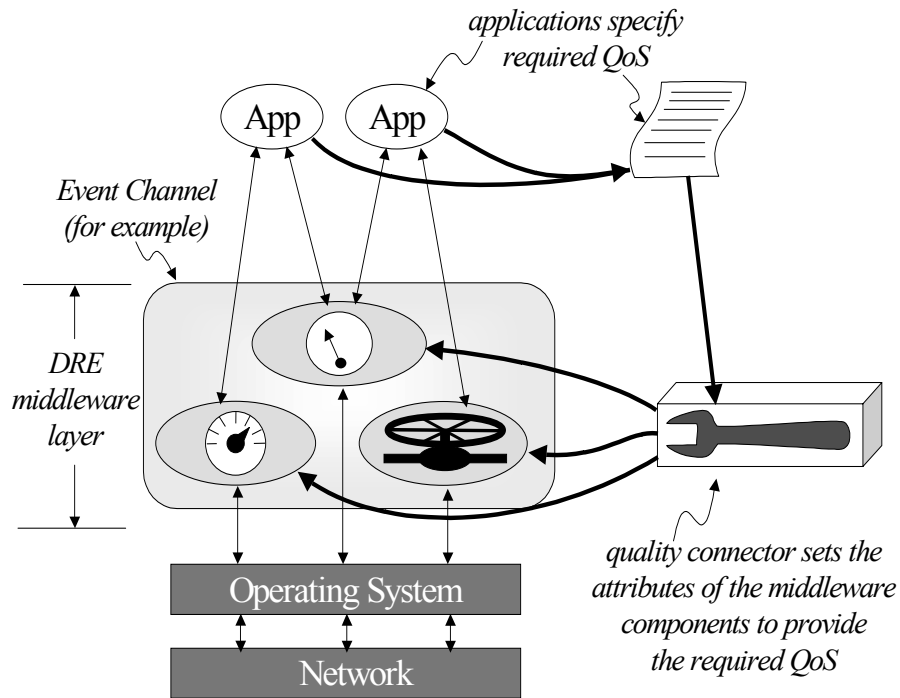 applications specify
required QoS
App
App
Event Channel
(for example)
DRE
middleware
layer
quality connector sets the
attributes of the middleware
components to provide
the required QoS
Operating System
Network